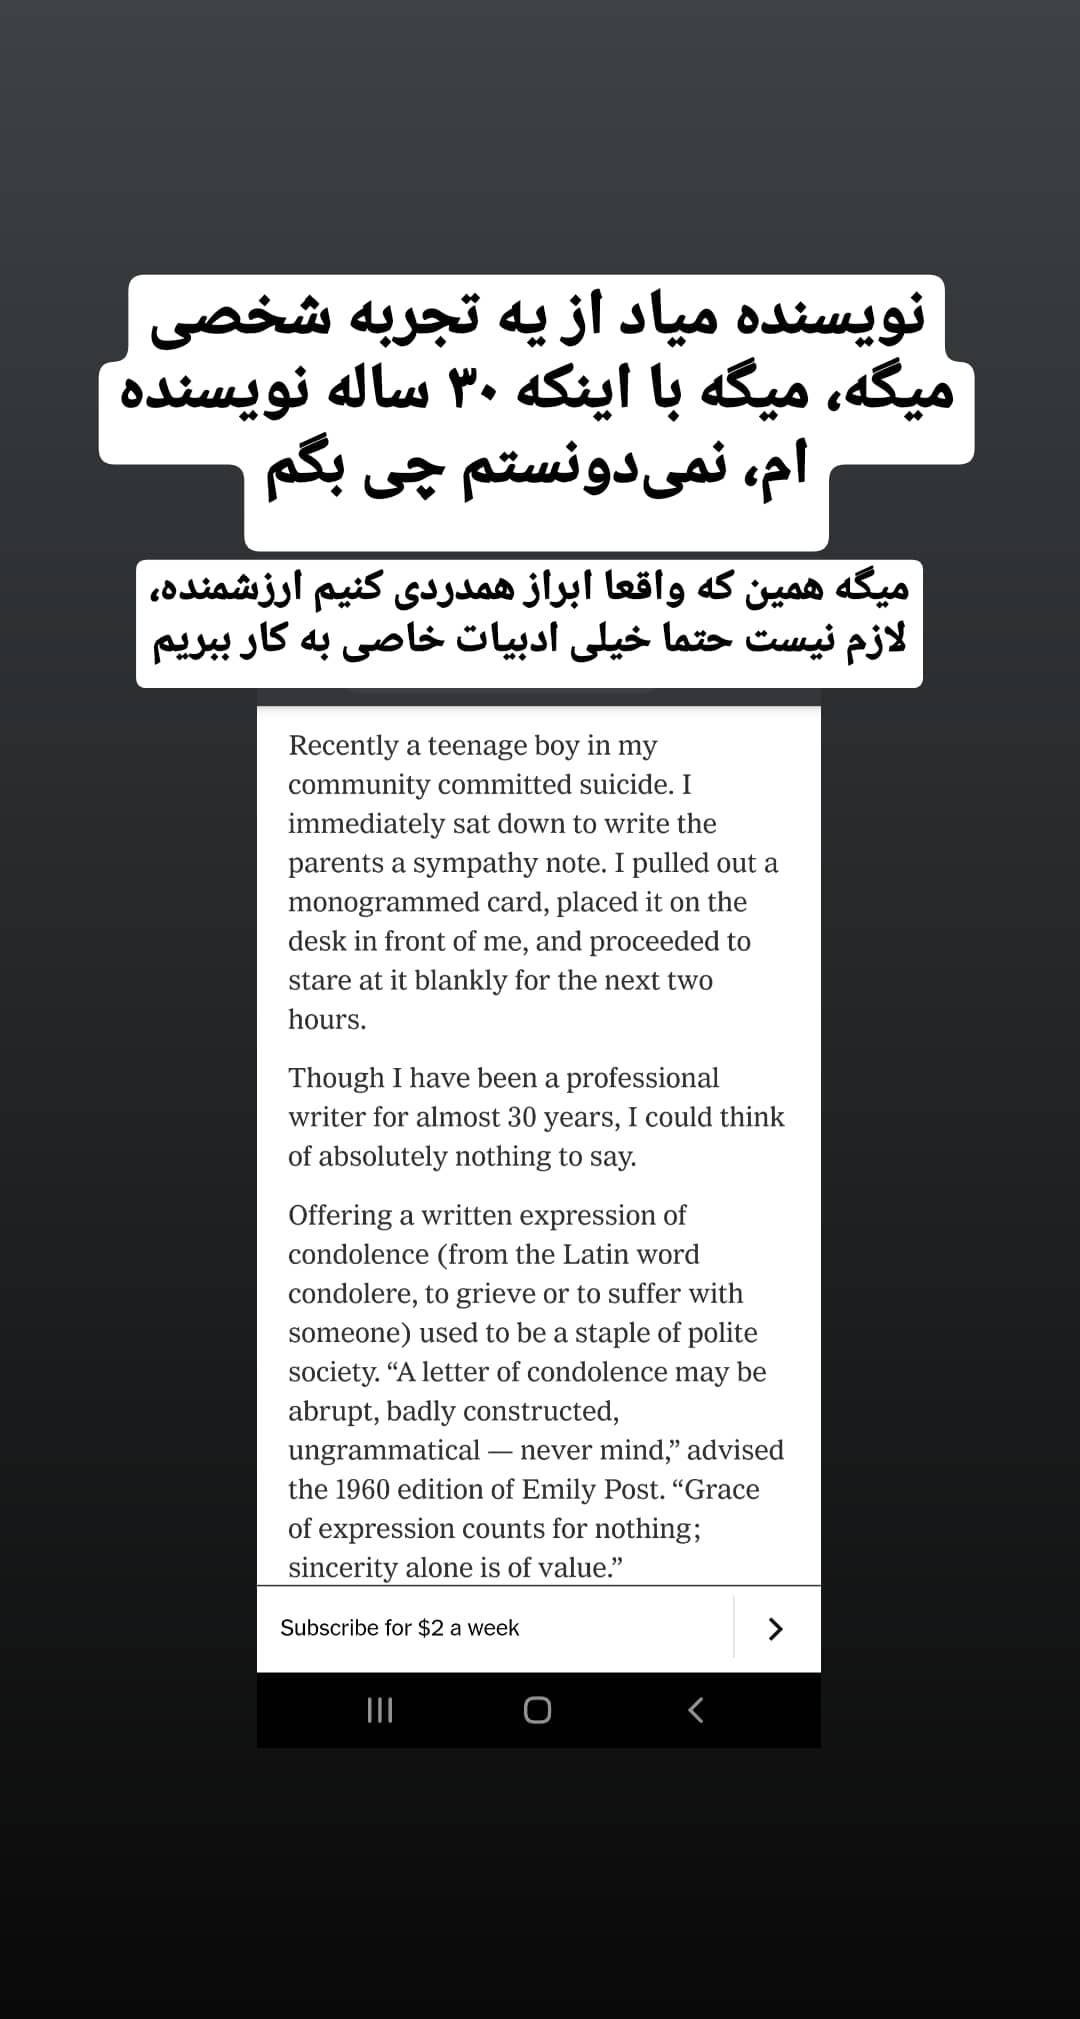 نویسنده میاد از یه تجربه شخصی
میگه، میگه با اینکه ۳۰ ساله نویسنده
ام، نمی‌دونستم چی بگم
میگه همین که واقعا ابراز همدردی کنیم ارزشمنده،
لازم نیست حتما خیلی ادبیات خاصی به کار ببریم
Recently a teenage boy in my
community committed suicide. I
immediately sat down to write the
parents a sympathy note. I pulled out a
monogrammed card, placed it on the
desk in front of me, and proceeded to
stare at it blankly for the next two
hours.
Though I have been a professional
writer for almost 30 years, I could think
of absolutely nothing to say.
Offering a written expression of
condolence (from the Latin word
condolere, to grieve or to suffer with
someone) used to be a staple of polite
society. “A letter of condolence may be
abrupt, badly constructed,
ungrammatical — never mind,” advised
the 1960 edition of Emily Post. “Grace
of expression counts for nothing;
sincerity alone is of value.”
Subscribe for $2 a week